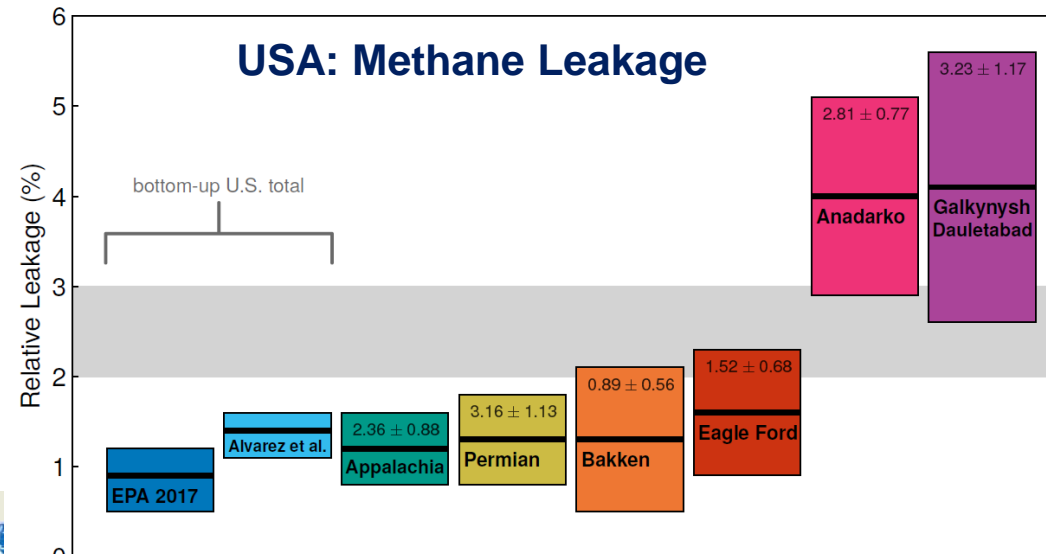 USA: Methane Leakage
Relative Leakage (%)
6
5
4
3
2
1
0
bottom-up U.S. total
EPA 2017
Alvarez et al.
2.36 ± 0.88
Appalachia
3.16 ± 1.13
Permian
0.89 ± 0.56
Bakken
1.52 ± 0.68
Eagle Ford
2.81 ± 0.77
Anadarko
3.23 ± 1.17
Galkynysh
Dauletabad